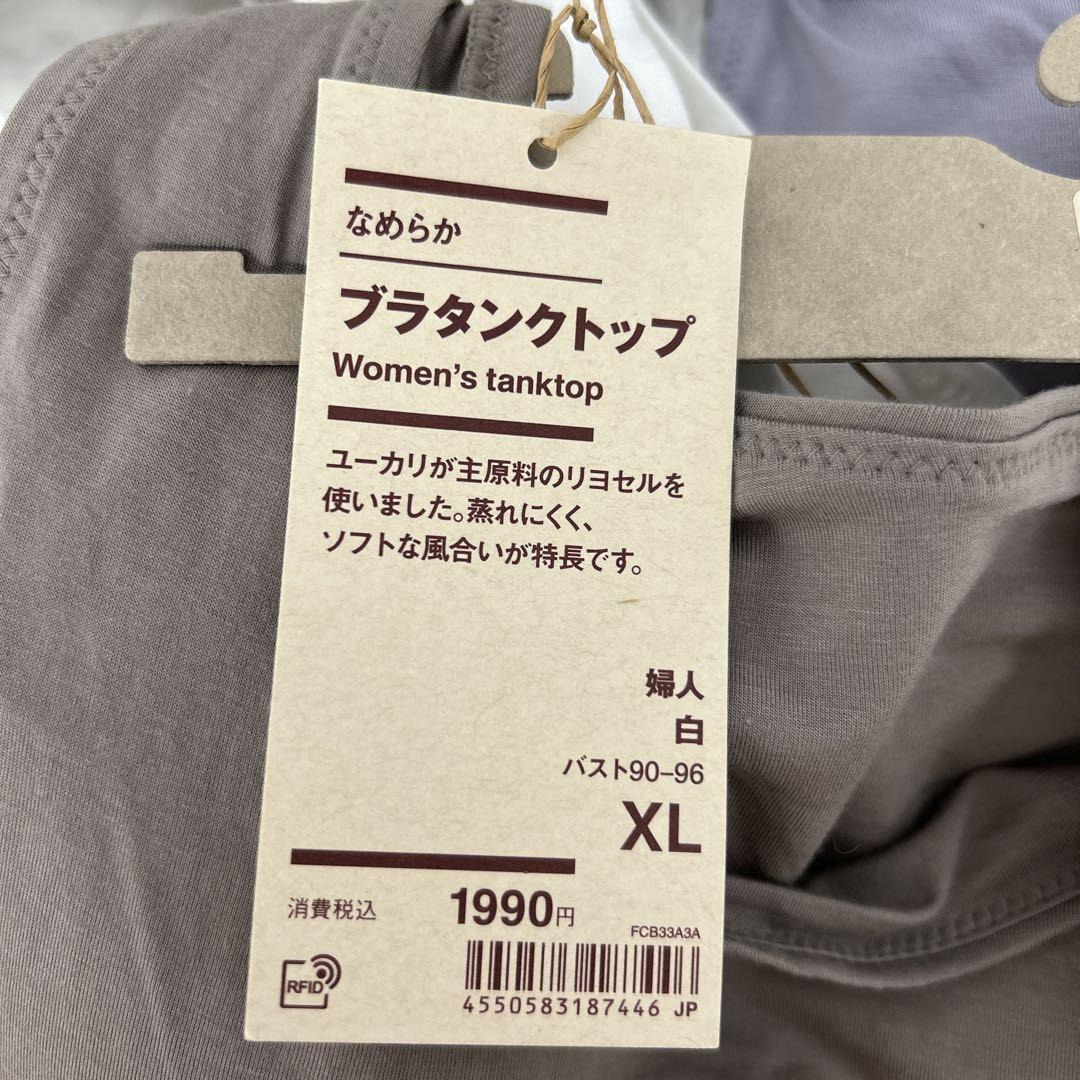 なめらか
ブラタンクトップ
Women's tanktop
ユーカリが主原料のリヨセルを
使いました。蒸れにくく、
ソフトな風合いが特長です。
婦人
白
バスト90–96
XL
消費税込 1990円
FCB33A3A
RFID
4550583187446 JP